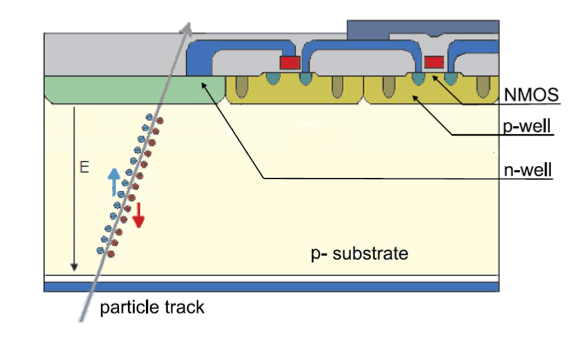 NMOS
p-well
E
n-well
p- substrate
particle track